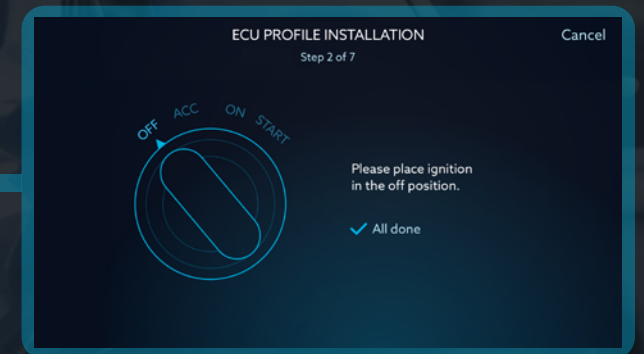 ECU PROFILE INSTALLATION
Cancel
Step 2 of 7
OFF ACC ON START
Please place ignition
in the off position.
All done